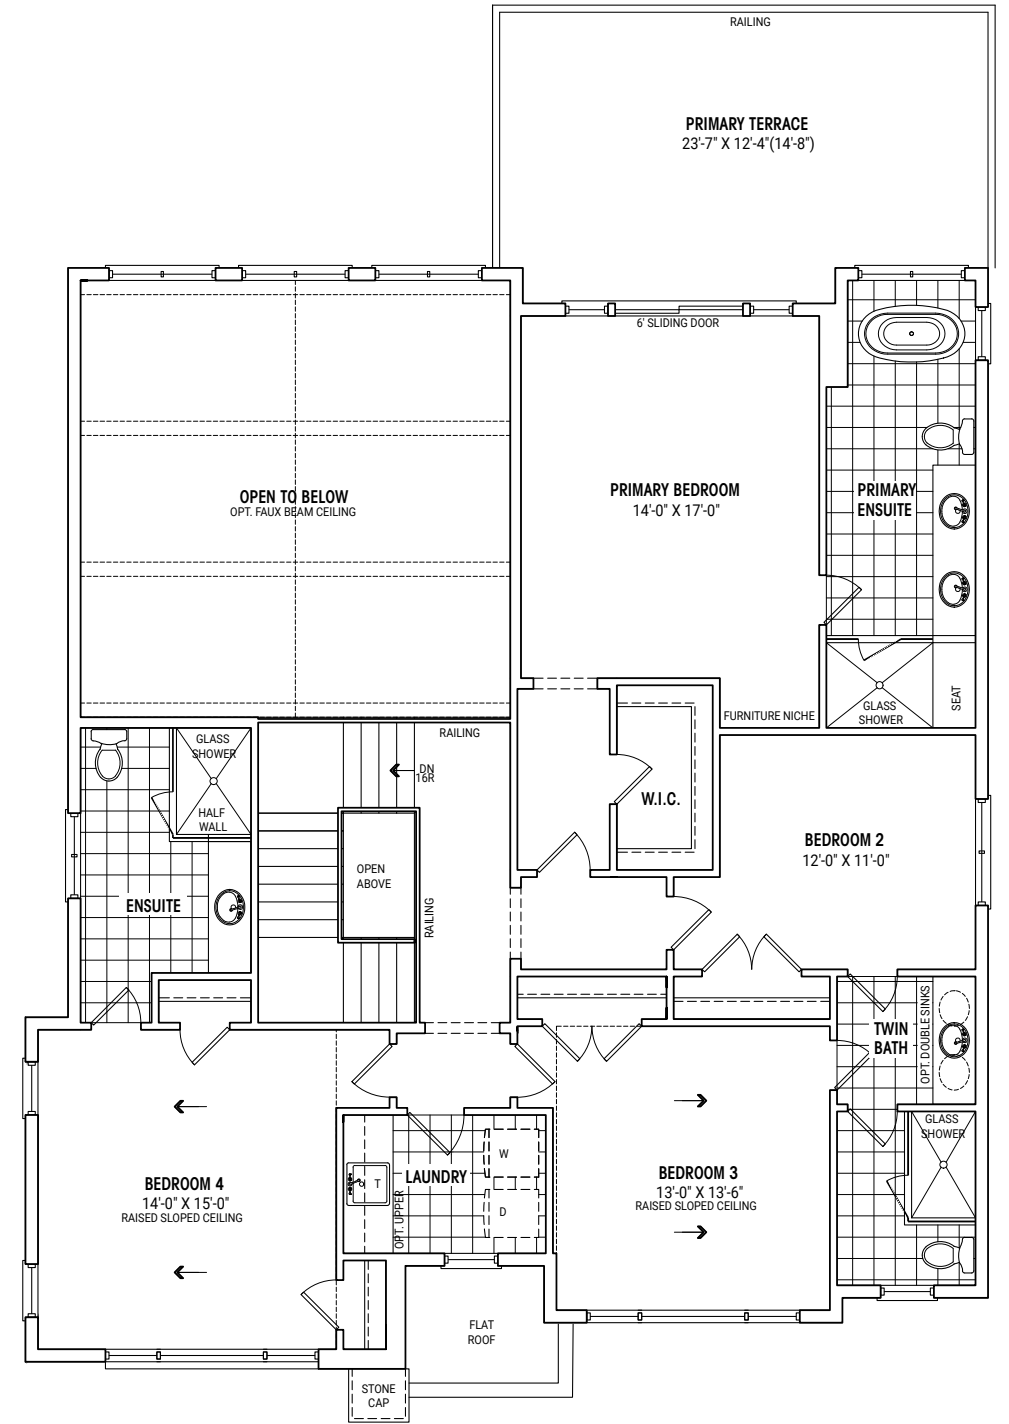 RAILING
PRIMARY TERRACE
23'-7" X 12'-4"(14'-8")
6' SLIDING DOOR
OPEN TO BELOW
OPT. FAUX BEAM CEILING
PRIMARY BEDROOM
14'-0" X 17'-0"
PRIMARY
ENSUITE
GLASS
SHOWER
SEAT
FURNITURE NICHE
RAILING
GLASS
SHOWER
HALF
WALL
DN
16R
W.I.C.
BEDROOM 2
12'-0" X 11'-0"
OPEN
ABOVE
RAILING
ENSUITE
TWIN
BATH
OPT. DOUBLE SINKS
GLASS
SHOWER
BEDROOM 4
14'-0" X 15'-0"
RAISED SLOPED CEILING
LAUNDRY
W
D
T
OPT. UPPER
BEDROOM 3
13'-0" X 13'-6"
RAISED SLOPED CEILING
FLAT
ROOF
STONE
CAP